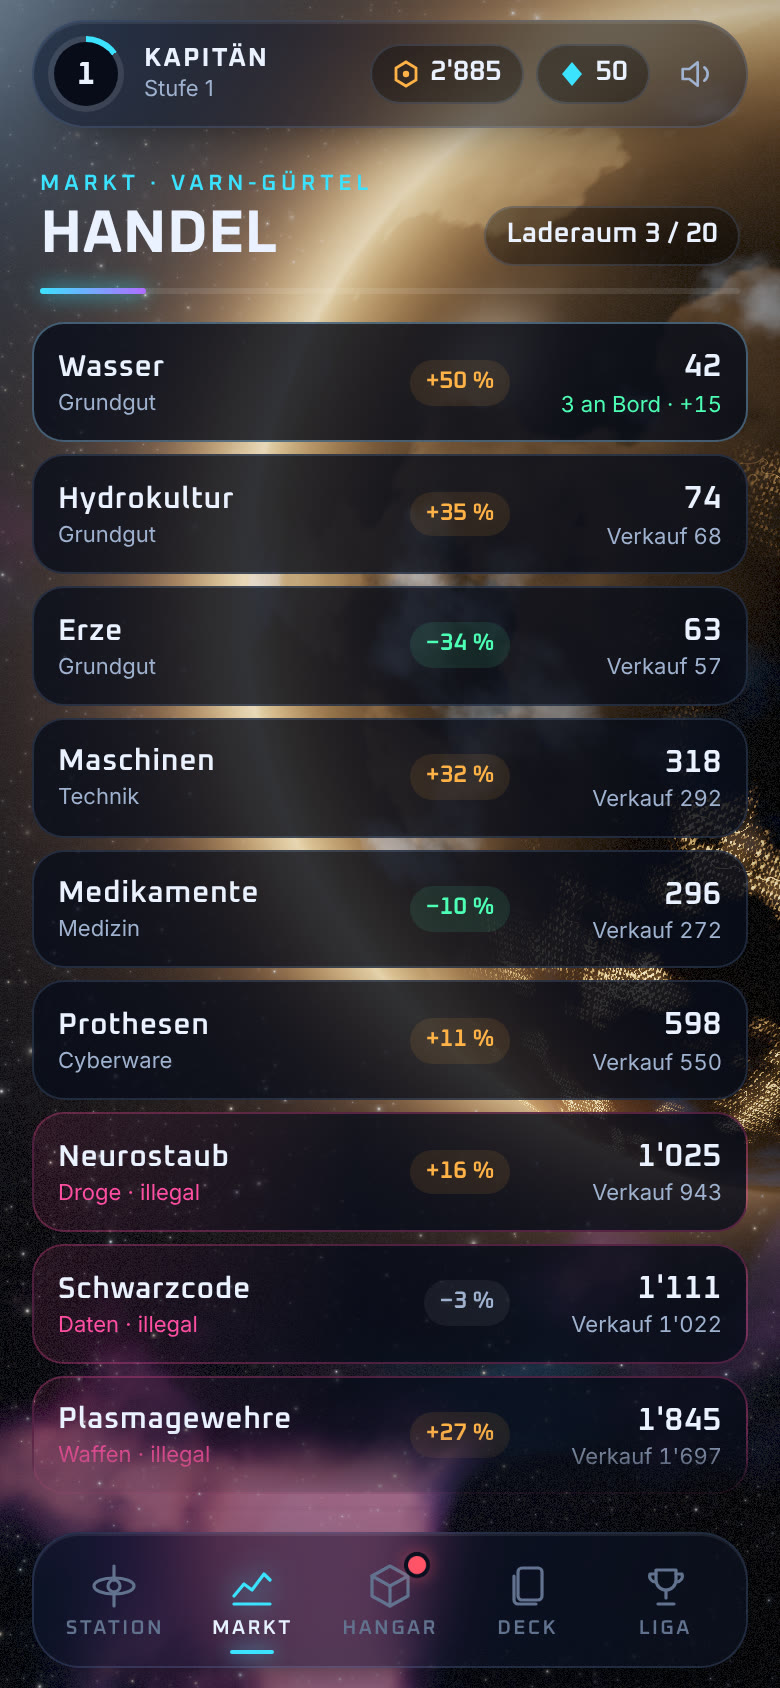 1
KAPITÄN
Stufe 1
2'885
50
MARKT · VARN-GÜRTEL
HANDEL
Laderaum 3 / 20
Wasser
Grundgut
+50 %
42
3 an Bord · +15
Hydrokultur
Grundgut
+35 %
74
Verkauf 68
Erze
Grundgut
−34 %
63
Verkauf 57
Maschinen
Technik
+32 %
318
Verkauf 292
Medikamente
Medizin
−10 %
296
Verkauf 272
Prothesen
Cyberware
+11 %
598
Verkauf 550
Neurostaub
Droge · illegal
+16 %
1'025
Verkauf 943
Schwarzcode
Daten · illegal
−3 %
1'111
Verkauf 1'022
Plasmagewehre
Waffen · illegal
+27 %
1'845
Verkauf 1'697
STATION
MARKT
HANGAR
DECK
LIGA